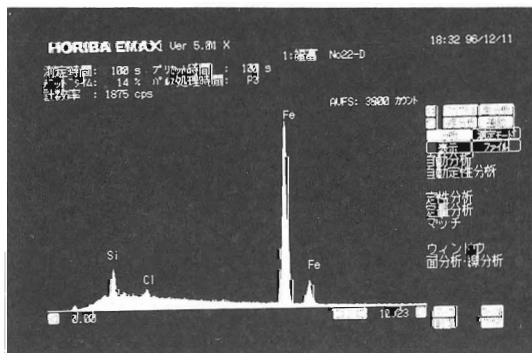 HORIBA EMAX Ver 5.01 X
18:32 96/12/11
No22-D
測定時間: 100 s プリセット時間: 100 s
デッドタイム: 14 % パルス処理時間: P3
計数率: 1875 cps
AUFS: 3900 カウント
Fe
測定モード
表示 ファイル
自動分析
自動定性分析
定性分析
定量分析
マッチ
ウィンドウ
面分析・線分析
Si
Cl
Fe
0.00
10.23